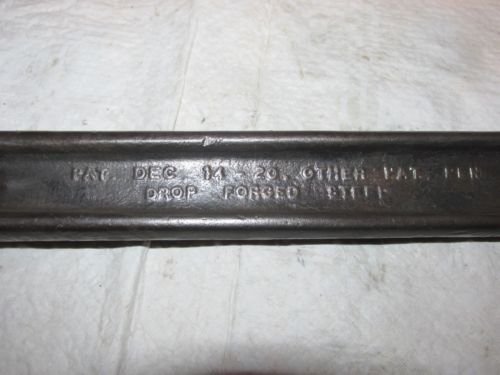 PAT. DEC. 14 - 20. OTHER PAT. PEN
DROP FORGED STEEL